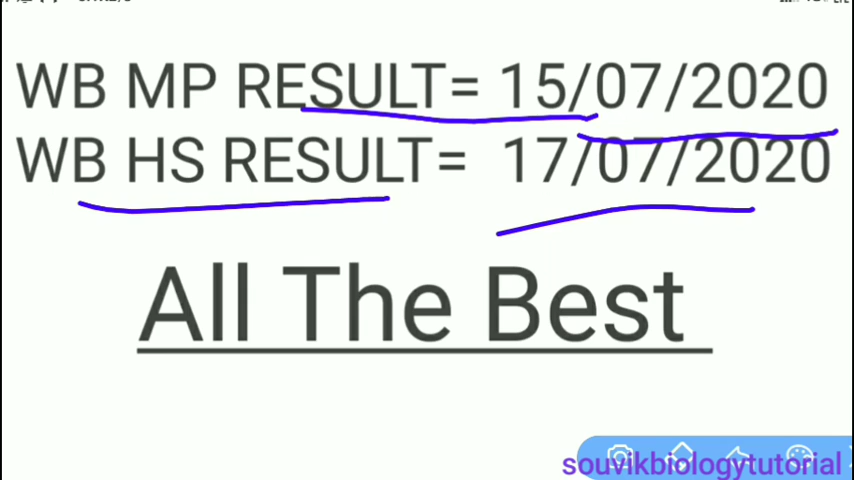 WB MP RESULT= 15/07/2020
WB HS RESULT= 17/07/2020
All The Best
souvikbiologytutorial